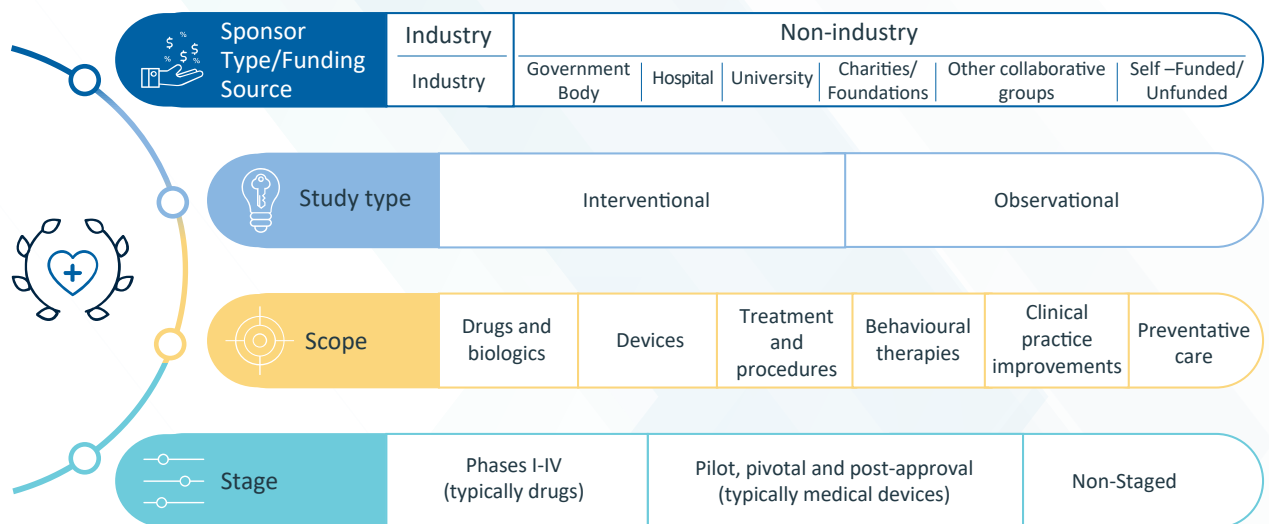 Sponsor
Type/Funding
Source
Industry
Non-industry
Industry
Government
Body
Hospital
University
Charities/
Foundations
Other collaborative
groups
Self –Funded/
Unfunded
Study type
Interventional
Observational
Scope
Drugs and
biologics
Devices
Treatment
and
procedures
Behavioural
therapies
Clinical
practice
improvements
Preventative
care
Stage
Phases I-IV
(typically drugs)
Pilot, pivotal and post-approval
(typically medical devices)
Non-Staged